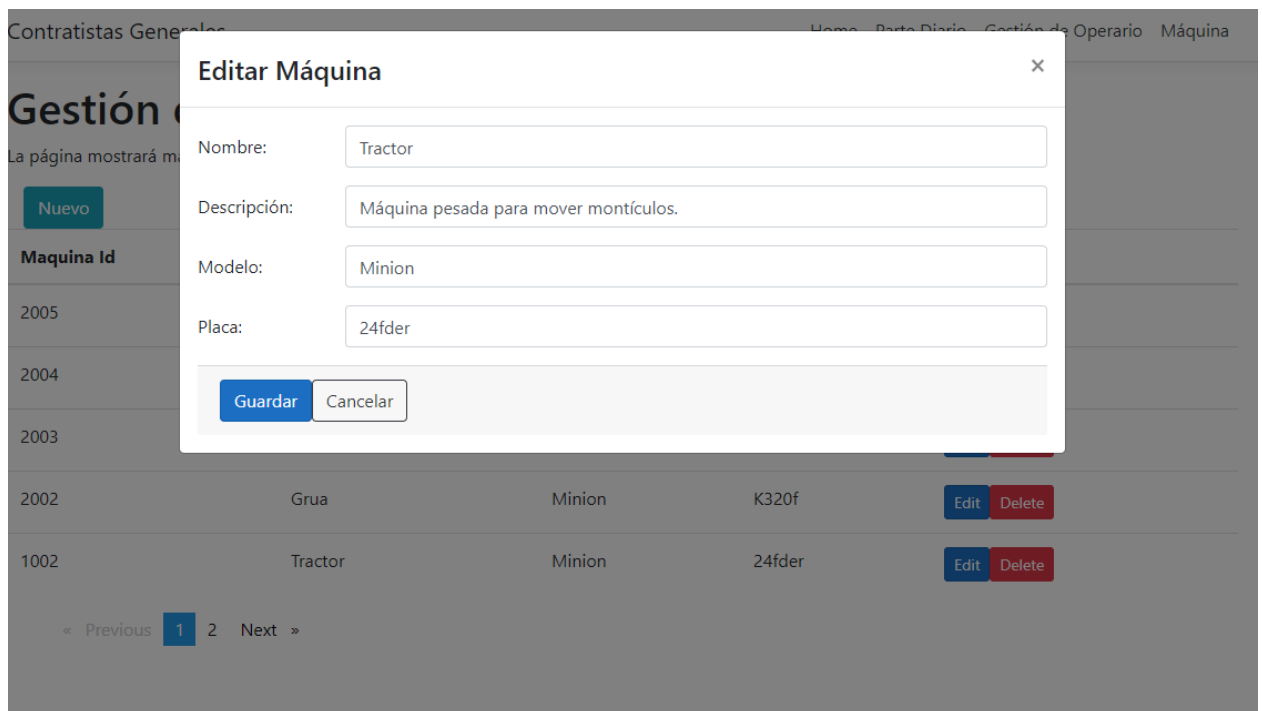 Contratistas Generales Home Parte Diario Gestión de Operario Máquina
Editar Máquina ×
Gestión
La página mostrará
Nombre: Tractor
Nuevo
Descripción: Máquina pesada para mover montículos.
Maquina Id
Modelo: Minion
2005
Placa: 24fder
2004
Guardar Cancelar
2003
2002 Grua Minion K320f Edit Delete
1002 Tractor Minion 24fder Edit Delete
« Previous 1 2 Next »